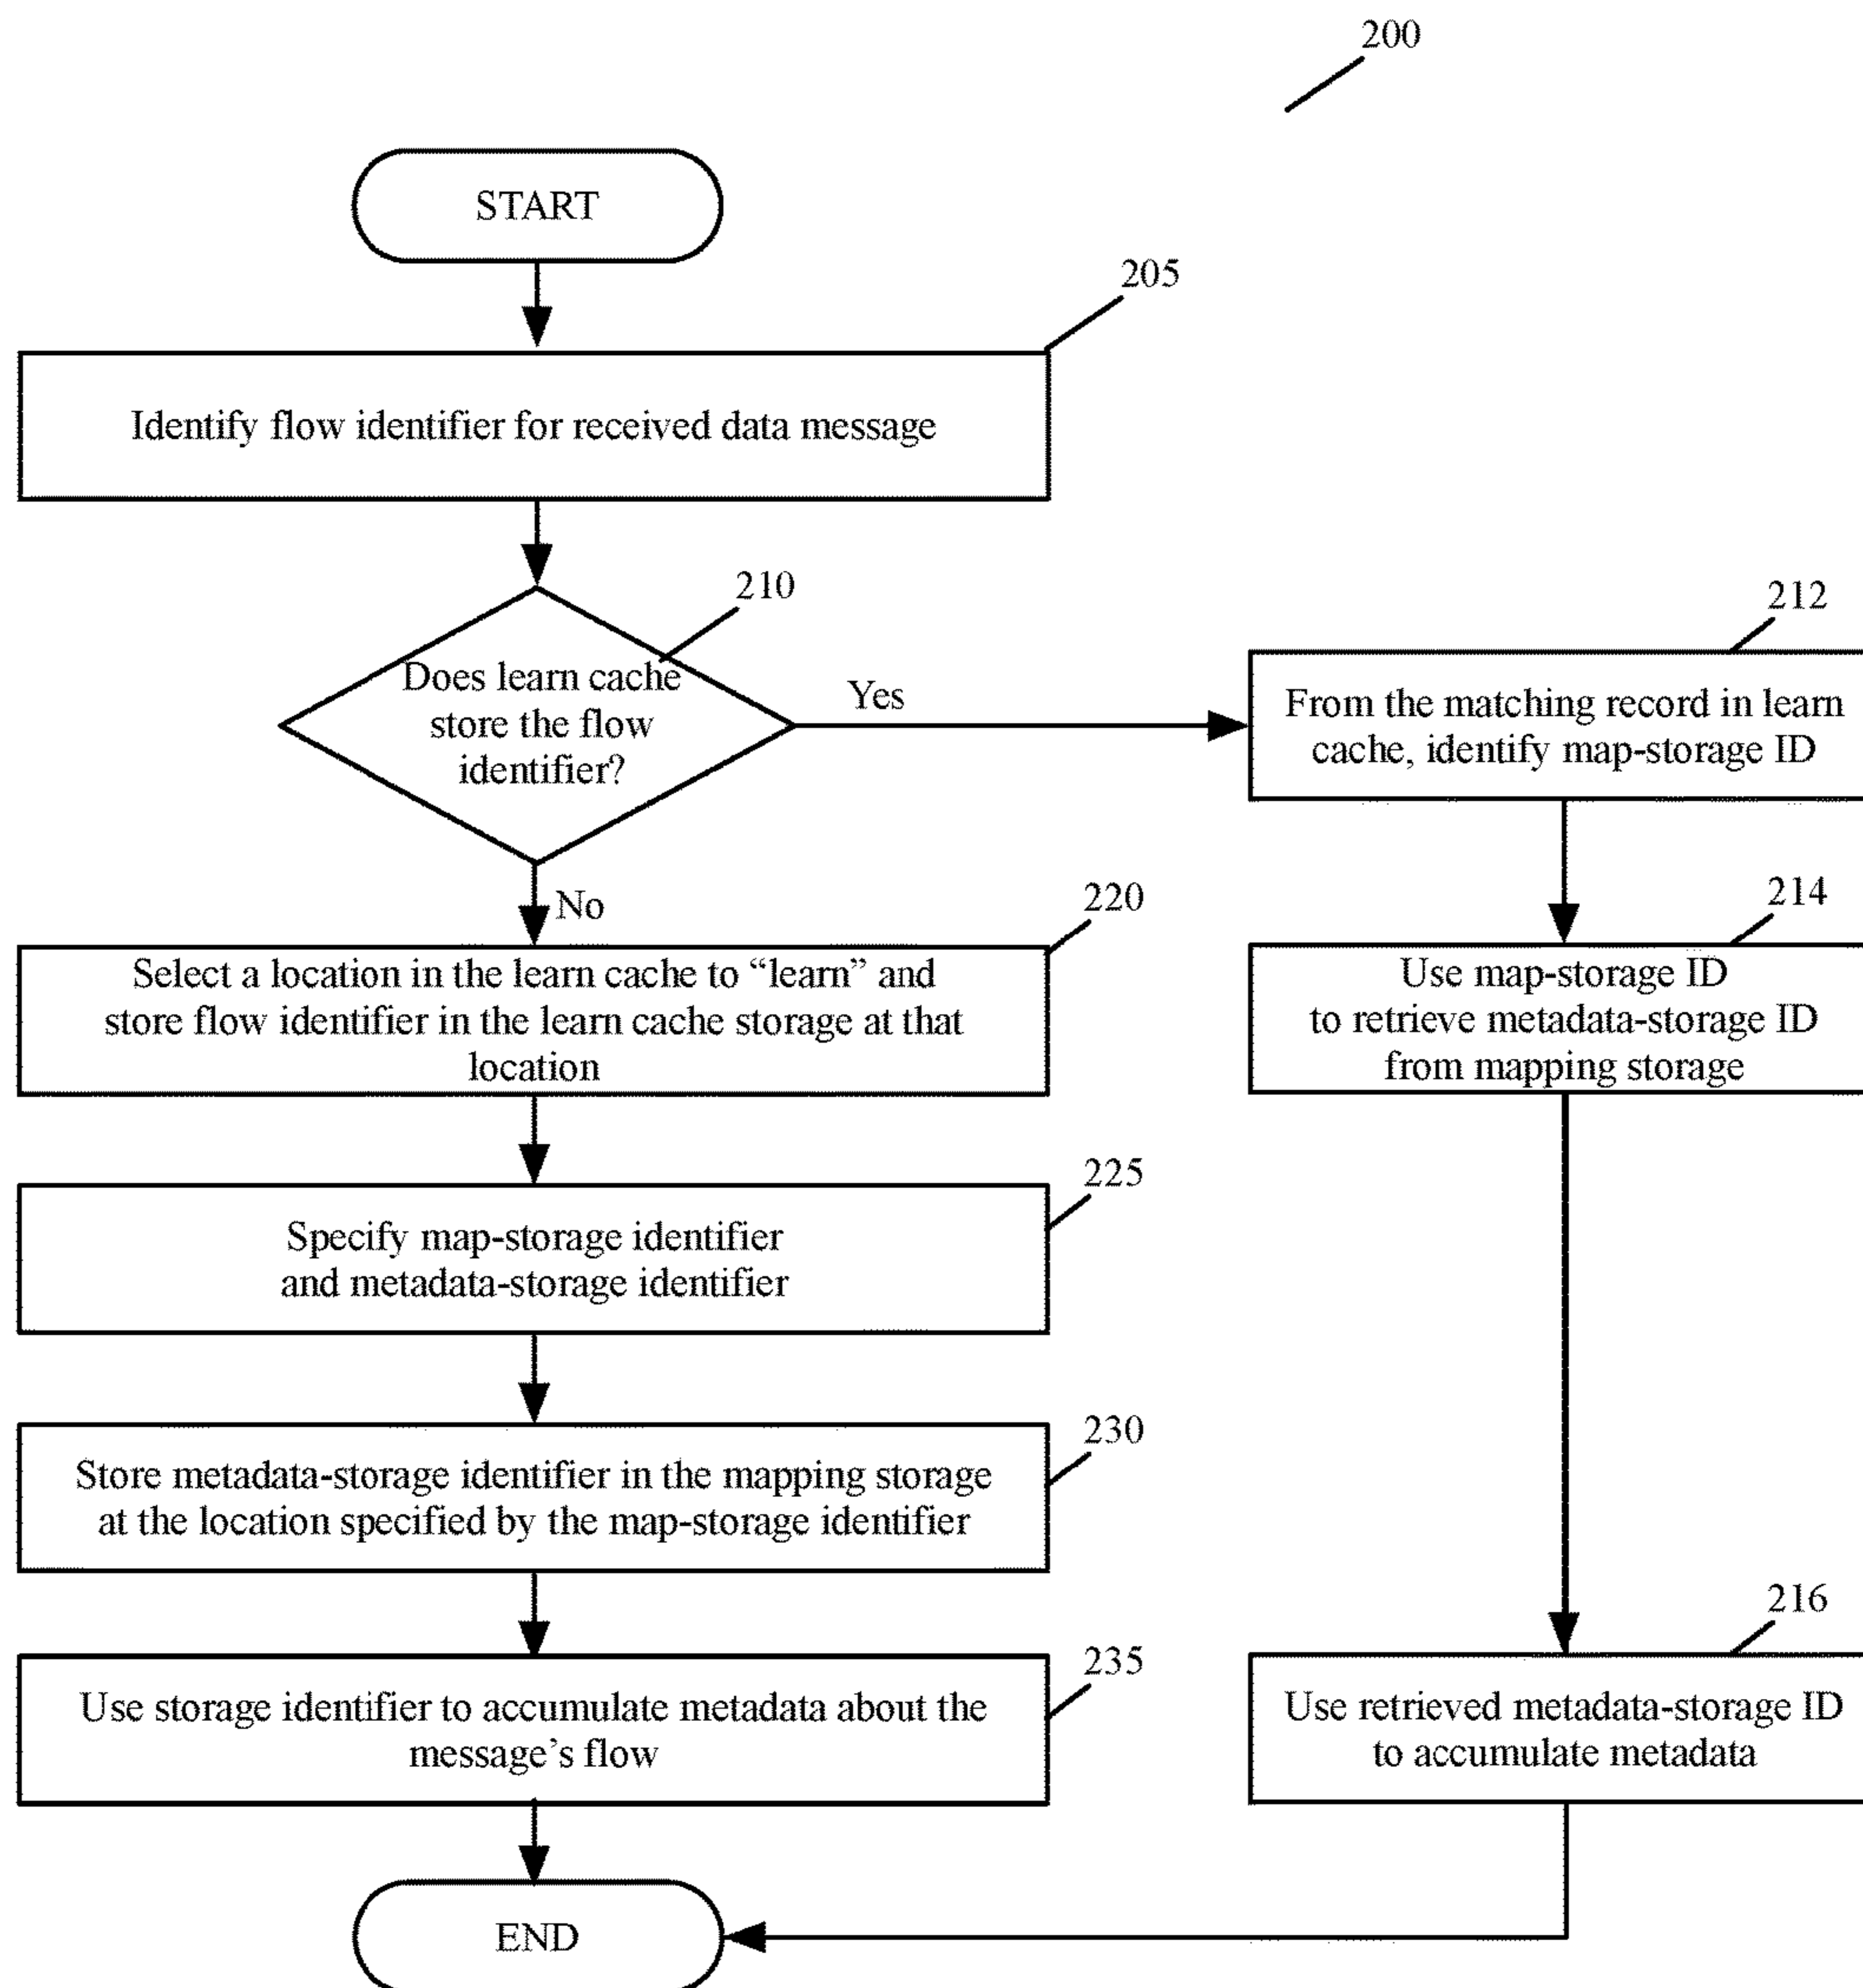 200
START
205
Identify flow identifier for received data message
210
Does learn cache
store the flow
identifier?
Yes
212
From the matching record in learn
cache, identify map-storage ID
No
220
Select a location in the learn cache to “learn” and
store flow identifier in the learn cache storage at that
location
214
Use map-storage ID
to retrieve metadata-storage ID
from mapping storage
225
Specify map-storage identifier
and metadata-storage identifier
230
Store metadata-storage identifier in the mapping storage
at the location specified by the map-storage identifier
235
Use storage identifier to accumulate metadata about the
message’s flow
216
Use retrieved metadata-storage ID
to accumulate metadata
END